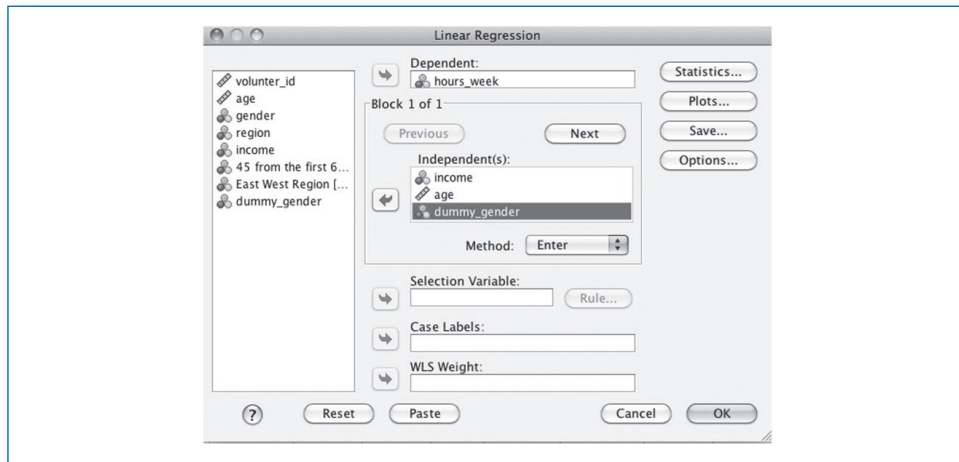 Linear Regression
volunter_id
age
gender
region
income
45 from the first 6...
East West Region [...
dummy_gender
Dependent:
hours_week
Block 1 of 1
Previous
Next
Independent(s):
income
age
dummy_gender
Method:
Enter
Selection Variable:
Rule...
Case Labels:
WLS Weight:
Statistics...
Plots...
Save...
Options...
?
Reset
Paste
Cancel
OK